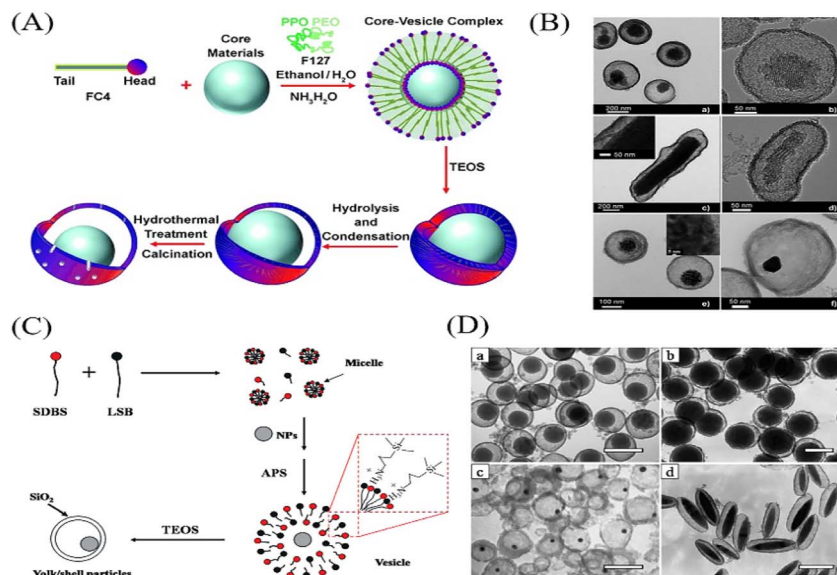 (A)
PPO PEO
F127
Ethanol/H₂O
NH₃H₂O
Core
Materials
Core-Vesicle Complex
Tail
Head
FC4
+
TEOS
Hydrothermal
Treatment
Calcination
Hydrolysis
and
Condensation
(B)
200 nm
a)
50 nm
b)
50 nm
200 nm
c)
50 nm
d)
100 nm
e)
50 nm
f)
(C)
SDBS
+
LSB
Micelle
NPs
APS
SiO₂
TEOS
Yolk/shell particles
Vesicle
(D)
a
b
c
d